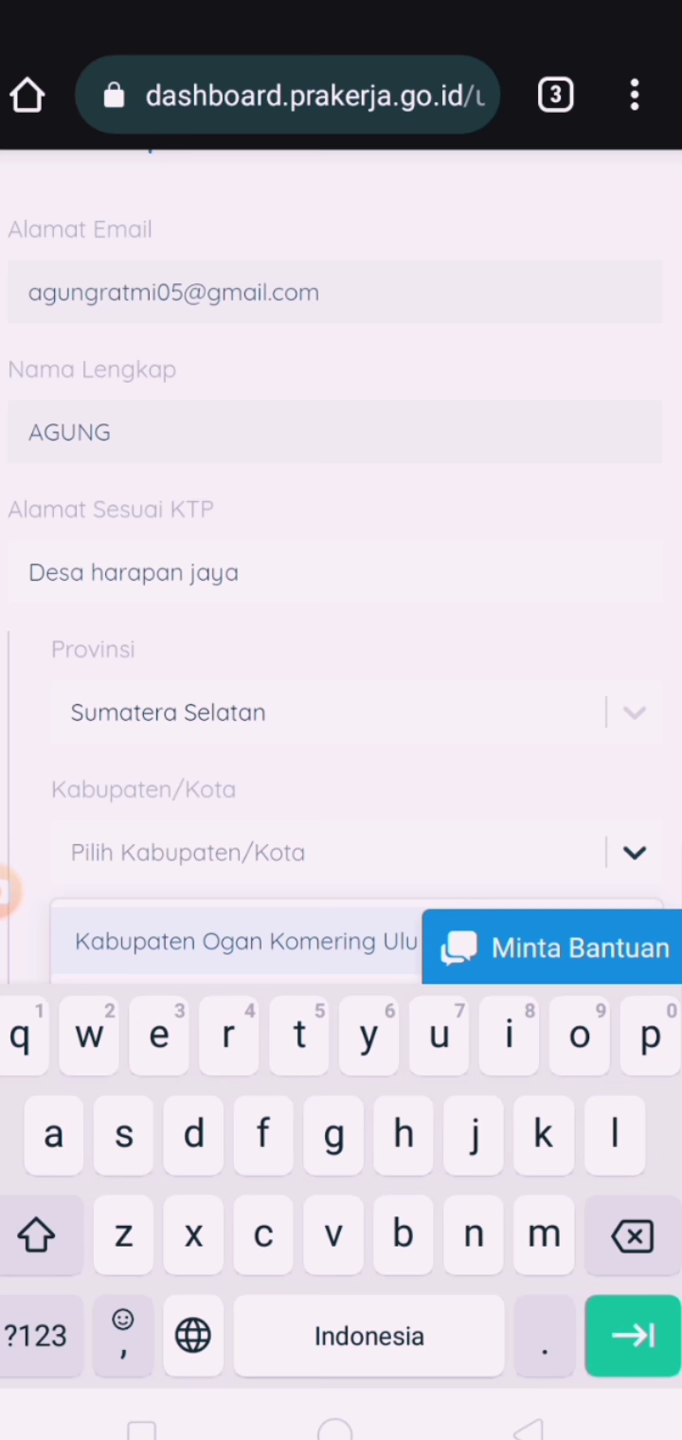 dashboard.prakerja.go.id/u
3
Alamat Email
agungratmi05@gmail.com
Nama Lengkap
AGUNG
Alamat Sesuai KTP
Desa harapan jaya
Provinsi
Sumatera Selatan
Kabupaten/Kota
Pilih Kabupaten/Kota
Kabupaten Ogan Komering Ulu
Minta Bantuan
1 2 3 4 5 6 7 8 9 0
q w e r t y u i o p
a s d f g h j k l
z x c v b n m
?123 , Indonesia .